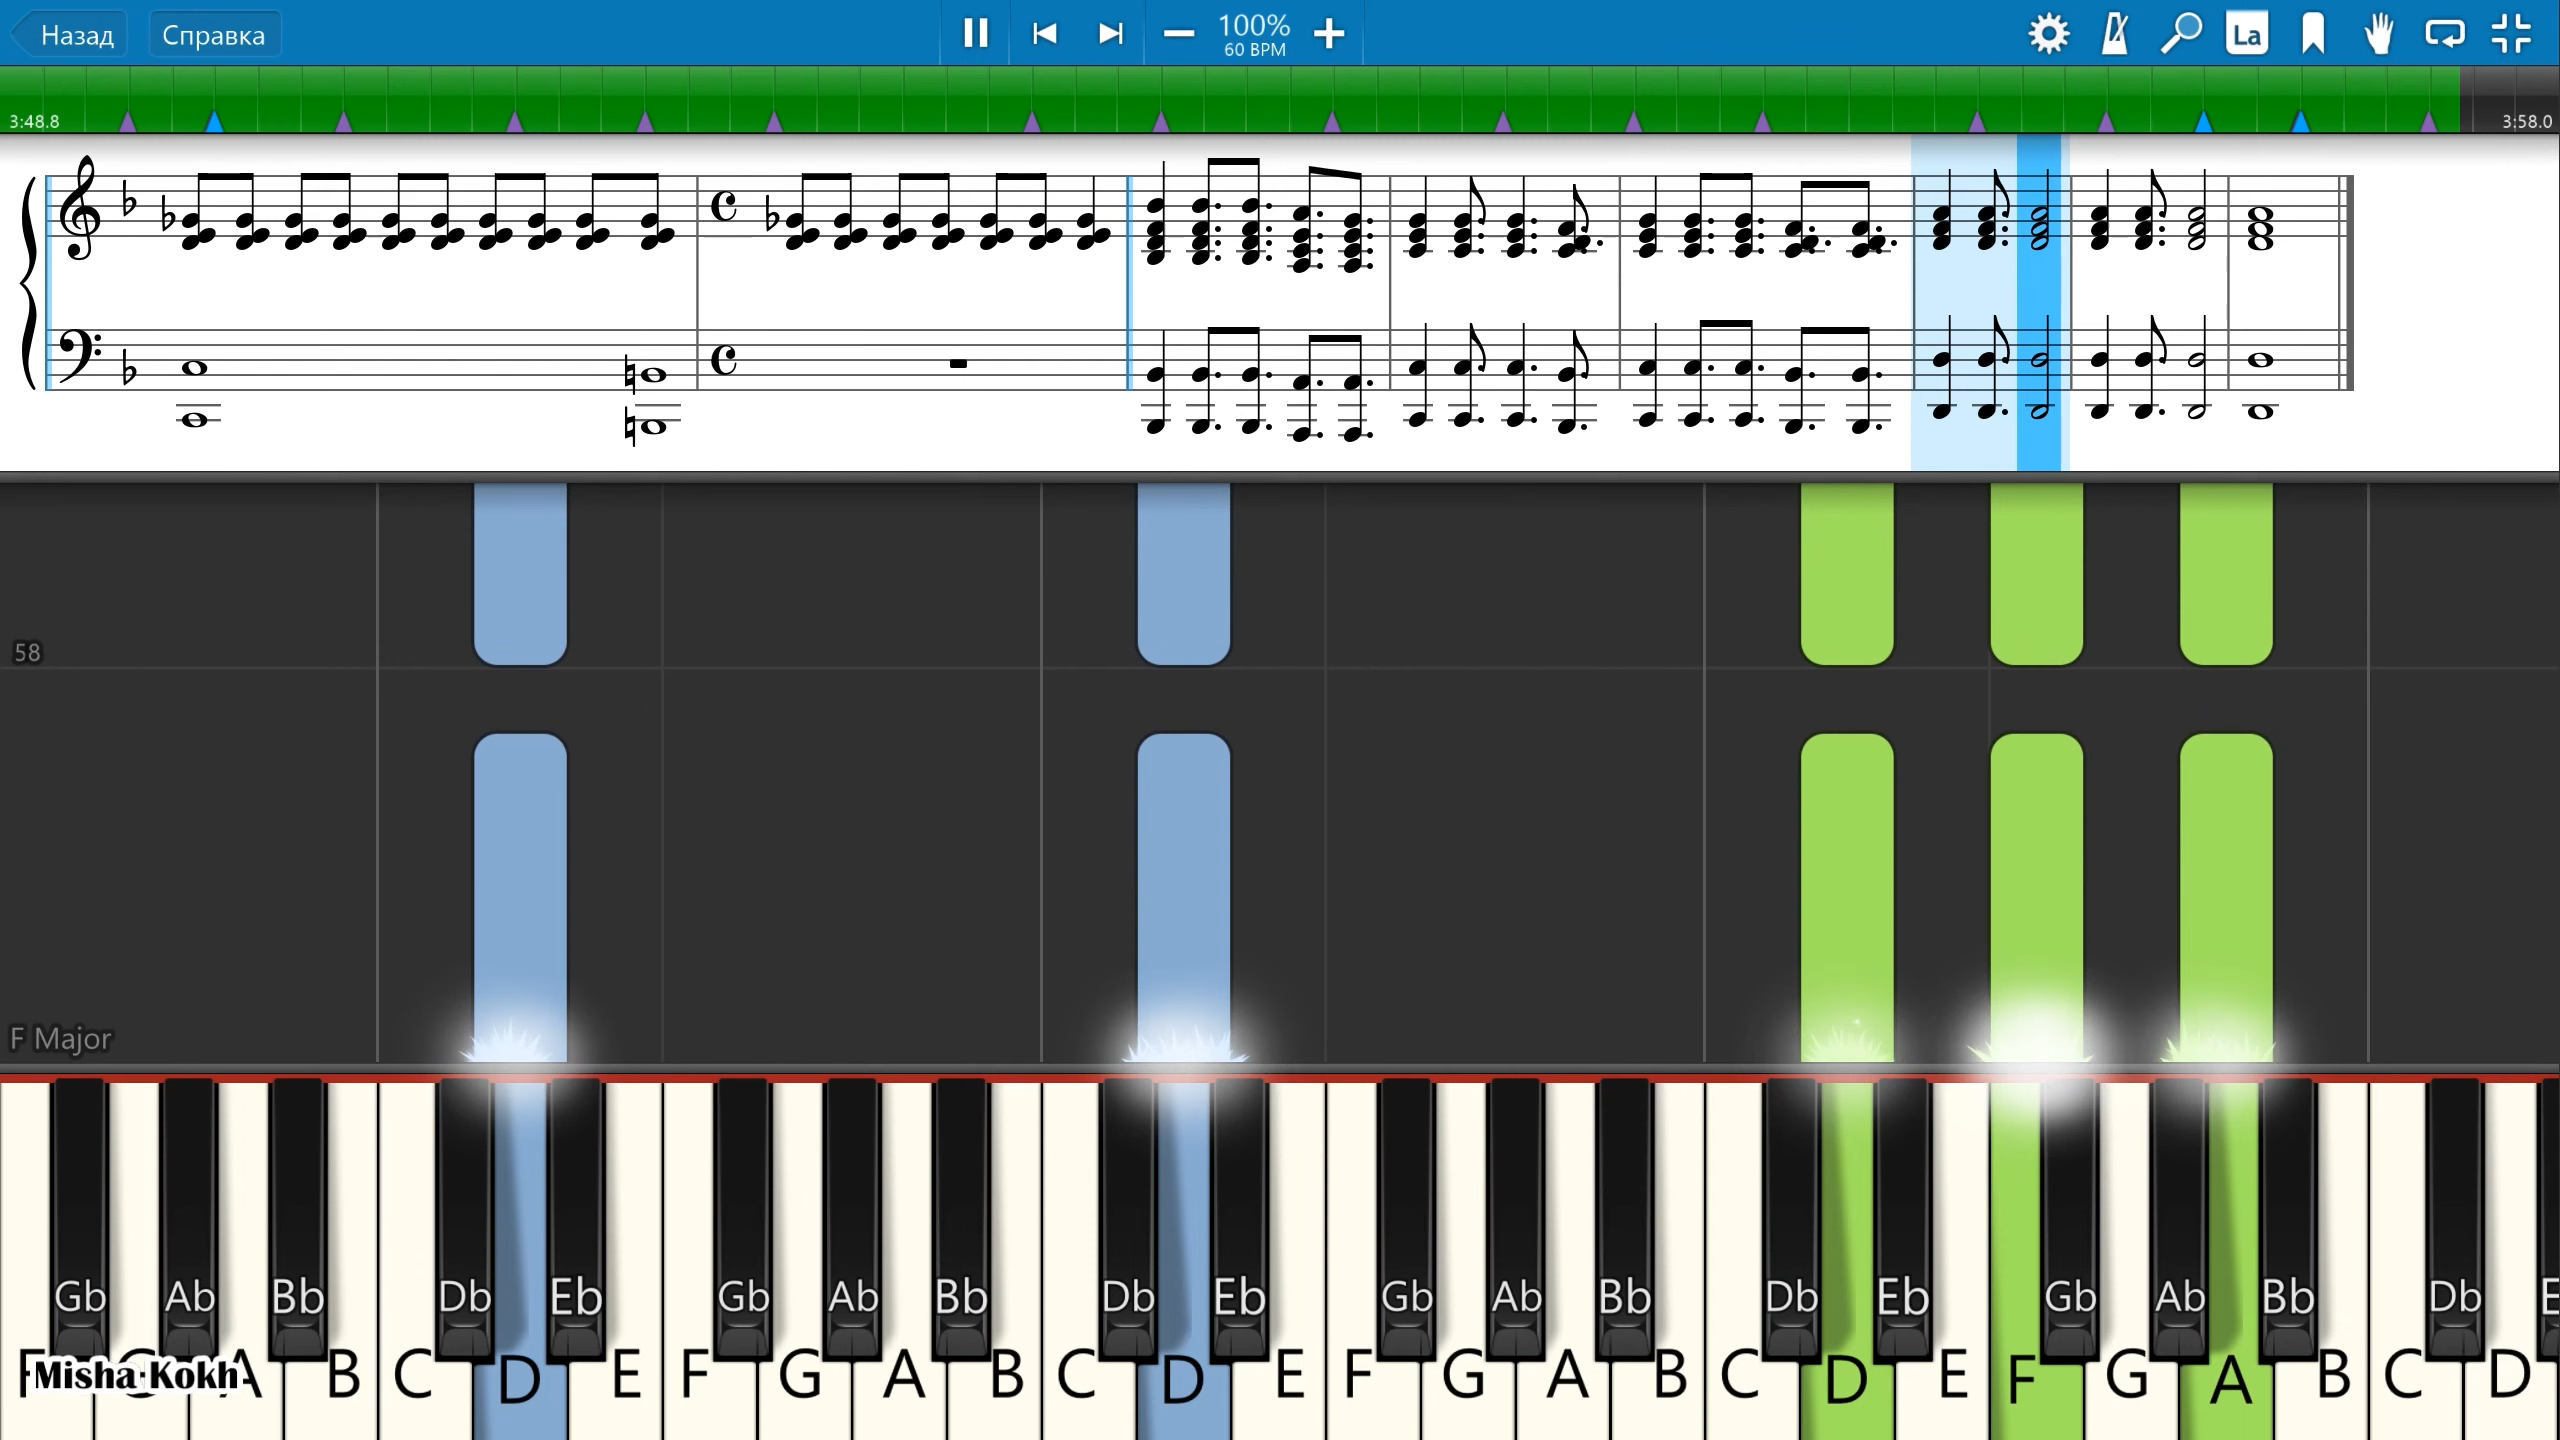 Назад Справка 100% La
60 BPM
3:48.8 3:58.0
58
F Major
Gb Ab Bb Db Eb Gb Ab Bb Db Eb Gb Ab Bb Db Eb Gb Ab Bb Db E
F G A B C D E F G A B C D E F G A B C D E F G A B C D
Misha Kokh